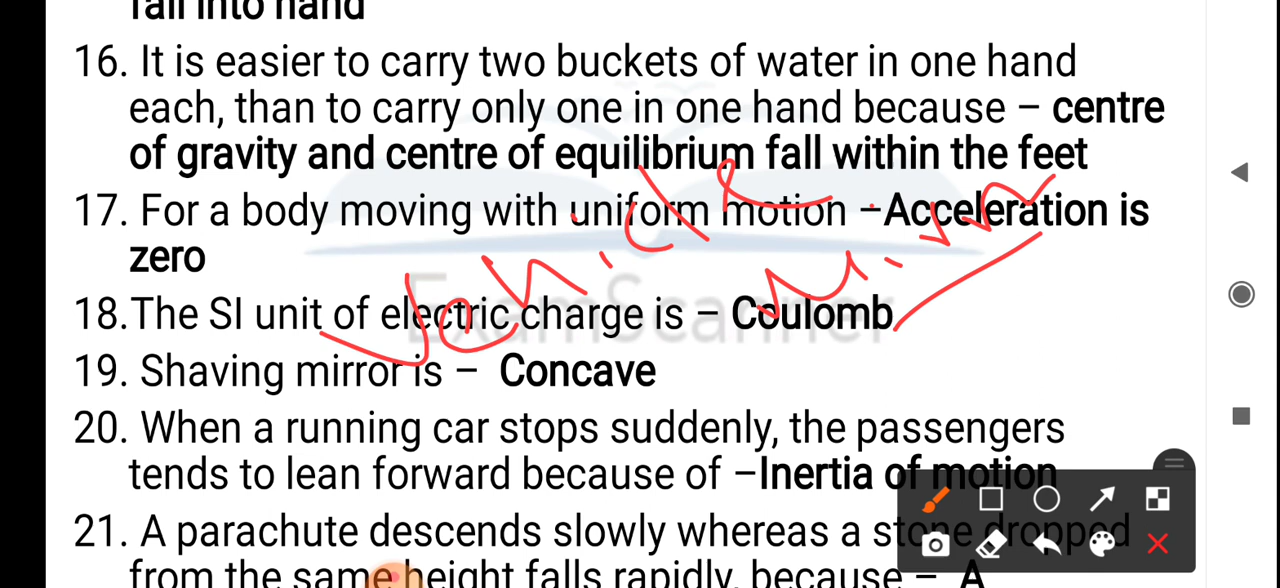 fall into hand
16. It is easier to carry two buckets of water in one hand
each, than to carry only one in one hand because – centre
of gravity and centre of equilibrium fall within the feet
17. For a body moving with uniform motion –Acceleration is
zero
18.The SI unit of electric charge is – Coulomb
19. Shaving mirror is – Concave
20. When a running car stops suddenly, the passengers
tends to lean forward because of –Inertia of motion
21. A parachute descends slowly whereas a stone dropped
from the same height falls rapidly, because – A
Vehicle
ExamScanner